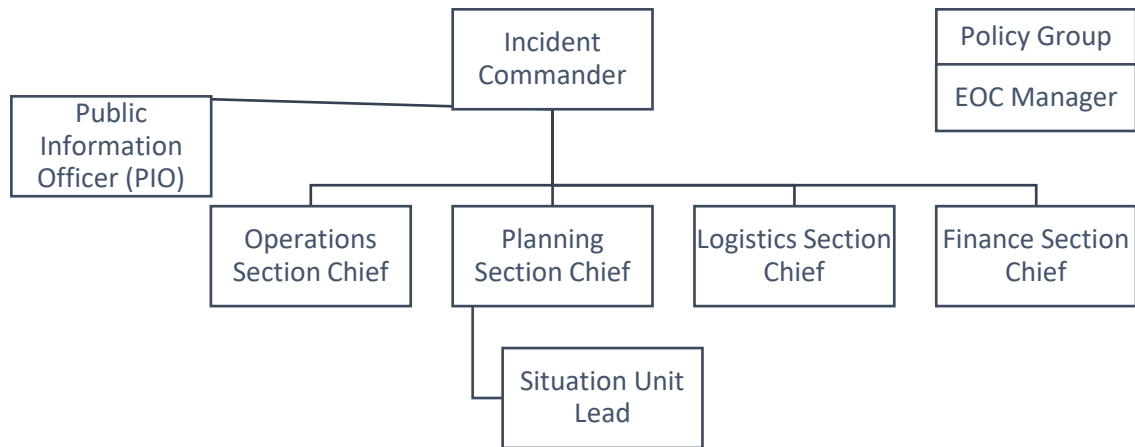 Incident
Commander
Policy Group
EOC Manager
Public
Information
Officer (PIO)
Operations
Section Chief
Planning
Section Chief
Logistics Section
Chief
Finance Section
Chief
Situation Unit
Lead